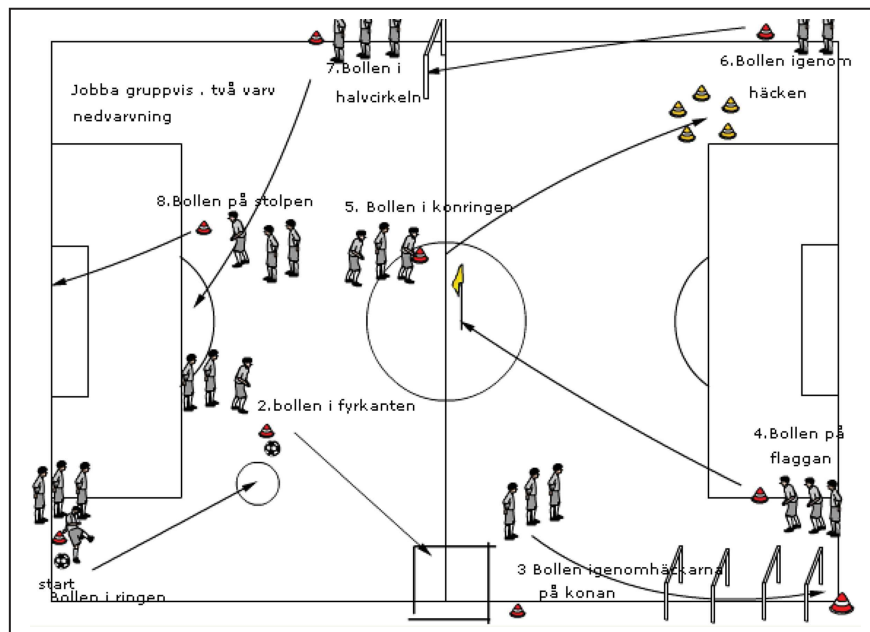 Jobba gruppvis . två varv
nedvarvning
7.Bollen i
halvcirkeln
6.Bollen igenom
häcken
8.Bollen på stolpen
5. Bollen i konringen
2.bollen i fyrkanten
4.Bollen på
flaggan
3 Bollen igenomhäckarna
på konan
start
Bollen i ringen